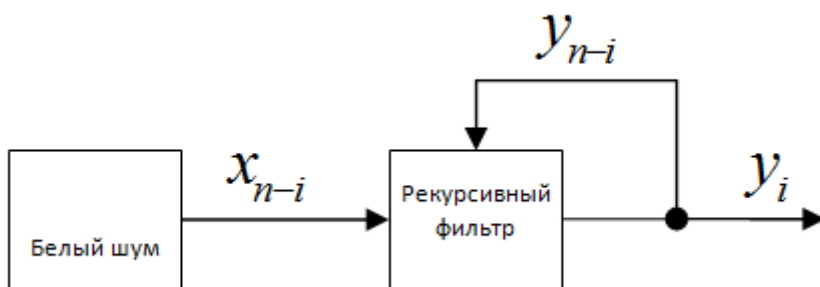 y_{n-i}
x_{n-i}
Рекурсивный
фильтр
y_i
Белый шум